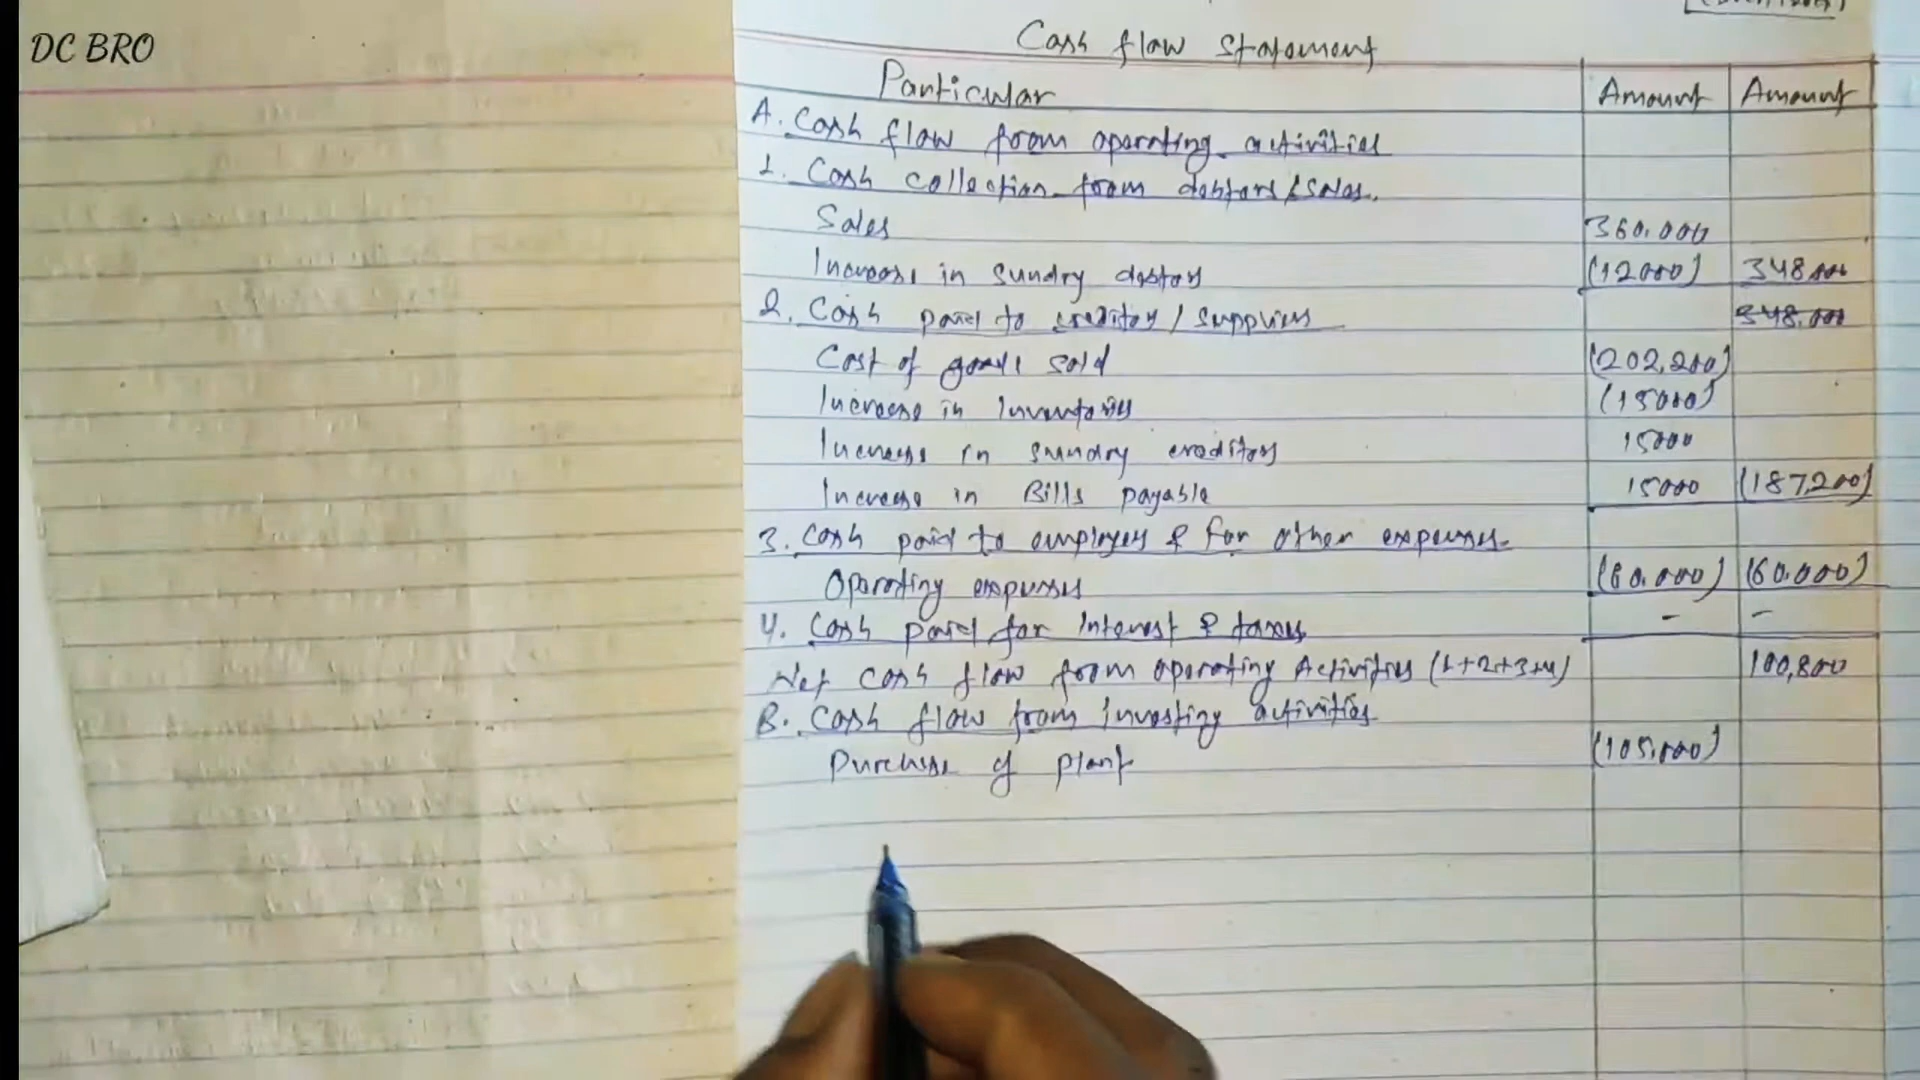 DC BRO
Cash flow statement
Particular Amount Amount
A. Cash flow from operating activities
1. Cash collection from debtors / sales.
Sales 360,000
Increase in sundry debtors (12000) 348000
2. Cash paid to creditors / suppliers 348,000
Cost of goods sold (202,200)
Increase in Inventories (15000)
Increase in sundry creditors 15000
Increase in Bills payable 15000 (187,200)
3. Cash paid to employees & for other expenses.
Operating expenses (60,000) (60,000)
4. Cash paid for interest & taxes - -
Net cash flow from operating Activities (1+2+3+4) 100,800
B. Cash flow from investing activities
Purchase of plant (105,000)